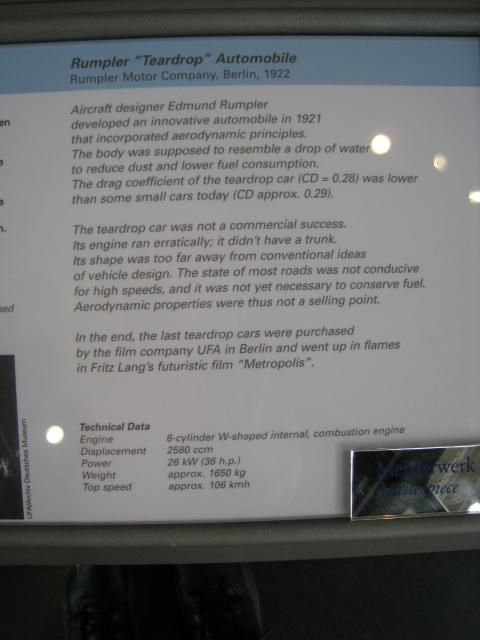 Rumpler "Teardrop" Automobile
Rumpler Motor Company, Berlin, 1922
Aircraft designer Edmund Rumpler
developed an innovative automobile in 1921
that incorporated aerodynamic principles.
The body was supposed to resemble a drop of water
to reduce dust and lower fuel consumption.
The drag coefficient of the teardrop car (CD = 0.28) was lower
than some small cars today (CD approx. 0.29).
The teardrop car was not a commercial success.
Its engine ran erratically; it didn't have a trunk.
Its shape was too far away from conventional ideas
of vehicle design. The state of most roads was not conducive
for high speeds, and it was not yet necessary to conserve fuel.
Aerodynamic properties were thus not a selling point.
In the end, the last teardrop cars were purchased
by the film company UFA in Berlin and went up in flames
in Fritz Lang's futuristic film "Metropolis".
Technical Data
Engine 6-cylinder W-shaped internal, combustion engine
Displacement 2580 ccm
Power 26 kW (36 h.p.)
Weight approx. 1650 kg
Top speed approx. 106 kmh
Meisterwerk
Masterpiece
UFA/Archiv Deutsches Museum